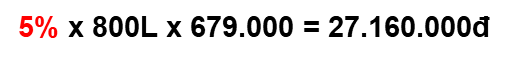 5% x 800L x 679.000 = 27.160.000đ